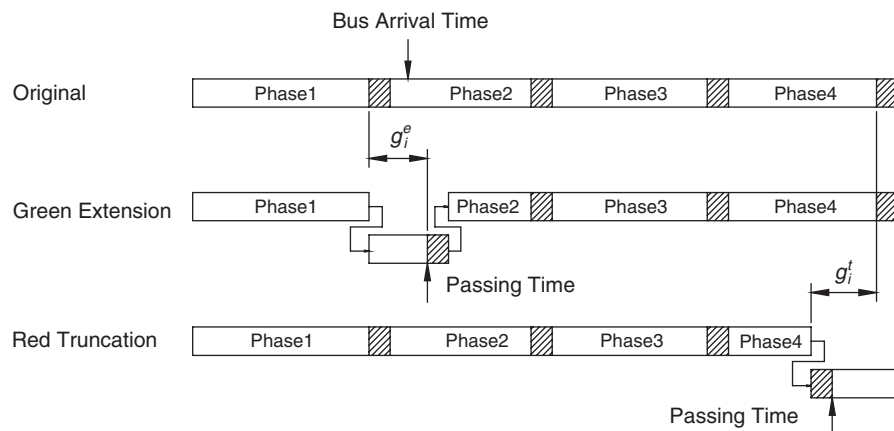 Bus Arrival Time
Original
Phase1 Phase2 Phase3 Phase4
g_i^e
Green Extension
Phase1 Phase2 Phase3 Phase4
Passing Time
g_i^t
Red Truncation
Phase1 Phase2 Phase3 Phase4
Passing Time